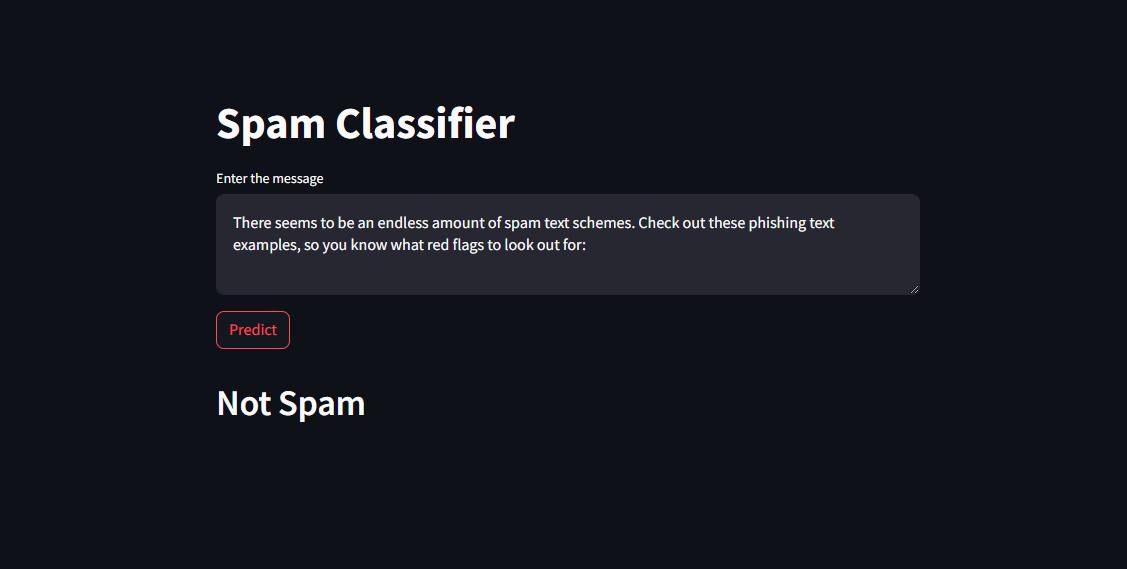 Spam Classifier
Enter the message
There seems to be an endless amount of spam text schemes. Check out these phishing text
examples, so you know what red flags to look out for:
Predict
Not Spam